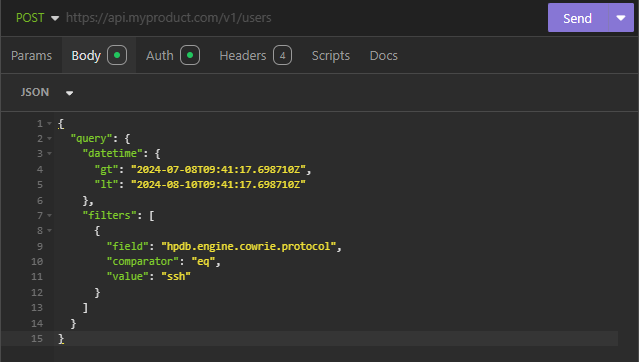 POST https://api.myproduct.com/v1/users Send
Params Body Auth Headers 4 Scripts Docs
JSON
1 {
2 "query": {
3 "datetime": {
4 "gt": "2024-07-08T09:41:17.698710Z",
5 "lt": "2024-08-10T09:41:17.698710Z"
6 },
7 "filters": [
8 {
9 "field": "hpdb.engine.cowrie.protocol",
10 "comparator": "eq",
11 "value": "ssh"
12 }
13 ]
14 }
15 }